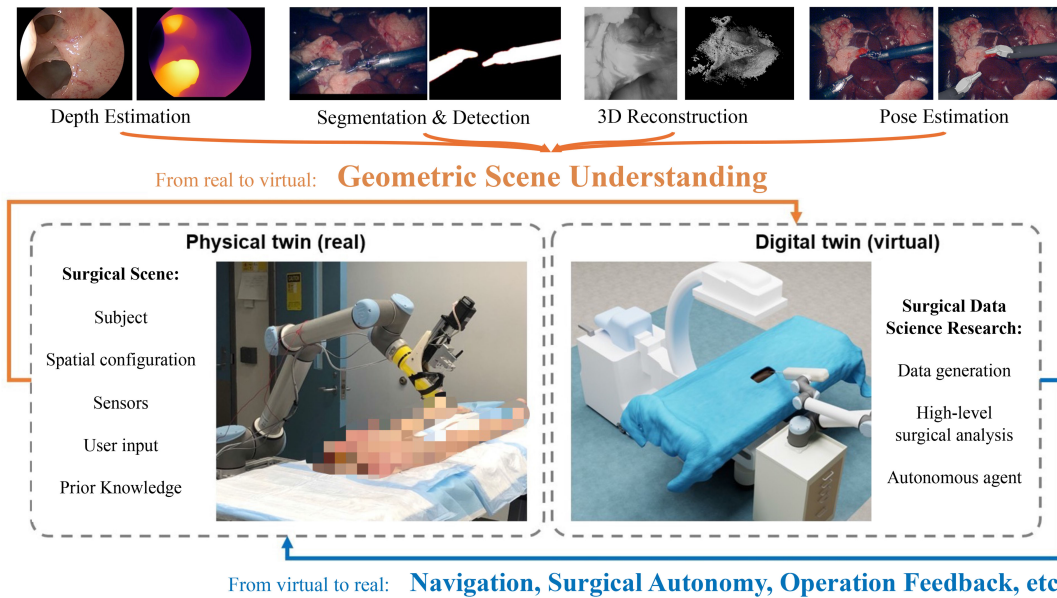 Depth Estimation
Segmentation & Detection
3D Reconstruction
Pose Estimation
From real to virtual: Geometric Scene Understanding
Physical twin (real)
Surgical Scene:
Subject
Spatial configuration
Sensors
User input
Prior Knowledge
Digital twin (virtual)
Surgical Data
Science Research:
Data generation
High-level
surgical analysis
Autonomous agent
From virtual to real: Navigation, Surgical Autonomy, Operation Feedback, etc